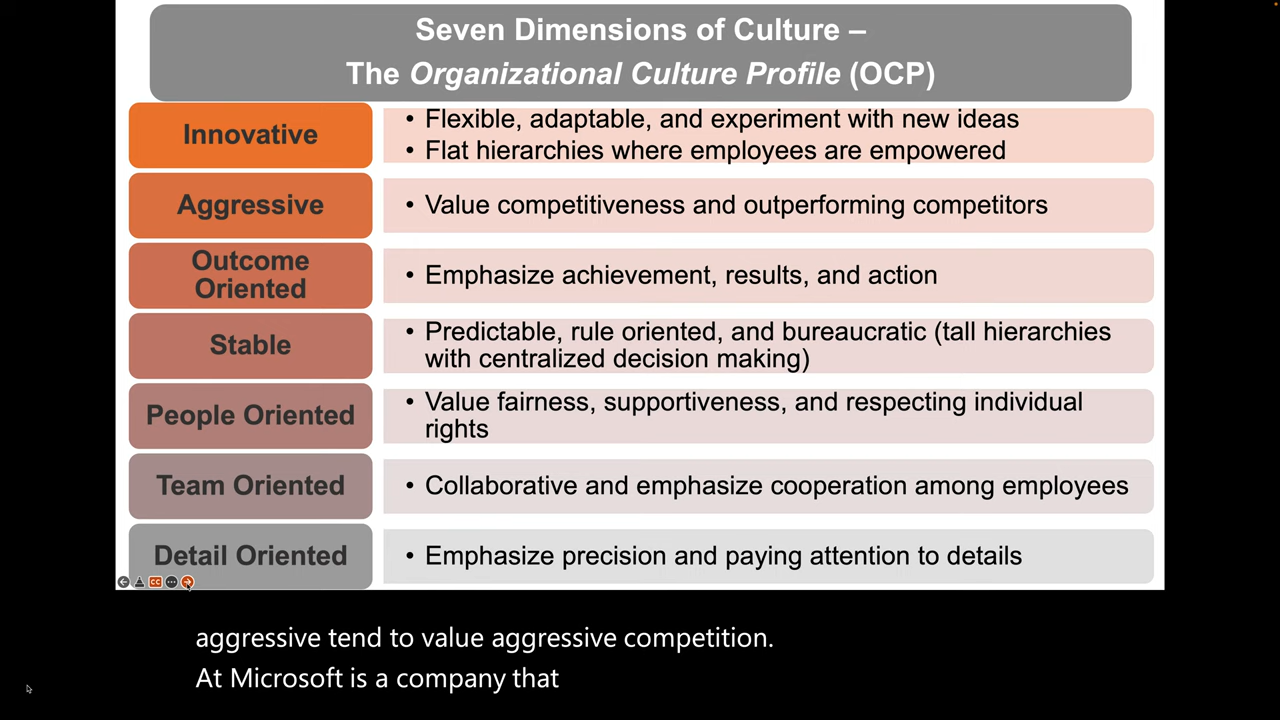 Seven Dimensions of Culture –
The Organizational Culture Profile (OCP)
Innovative
• Flexible, adaptable, and experiment with new ideas
• Flat hierarchies where employees are empowered
Aggressive
• Value competitiveness and outperforming competitors
Outcome
Oriented
• Emphasize achievement, results, and action
Stable
• Predictable, rule oriented, and bureaucratic (tall hierarchies
with centralized decision making)
People Oriented
• Value fairness, supportiveness, and respecting individual
rights
Team Oriented
• Collaborative and emphasize cooperation among employees
Detail Oriented
• Emphasize precision and paying attention to details
CC
aggressive tend to value aggressive competition.
At Microsoft is a company that